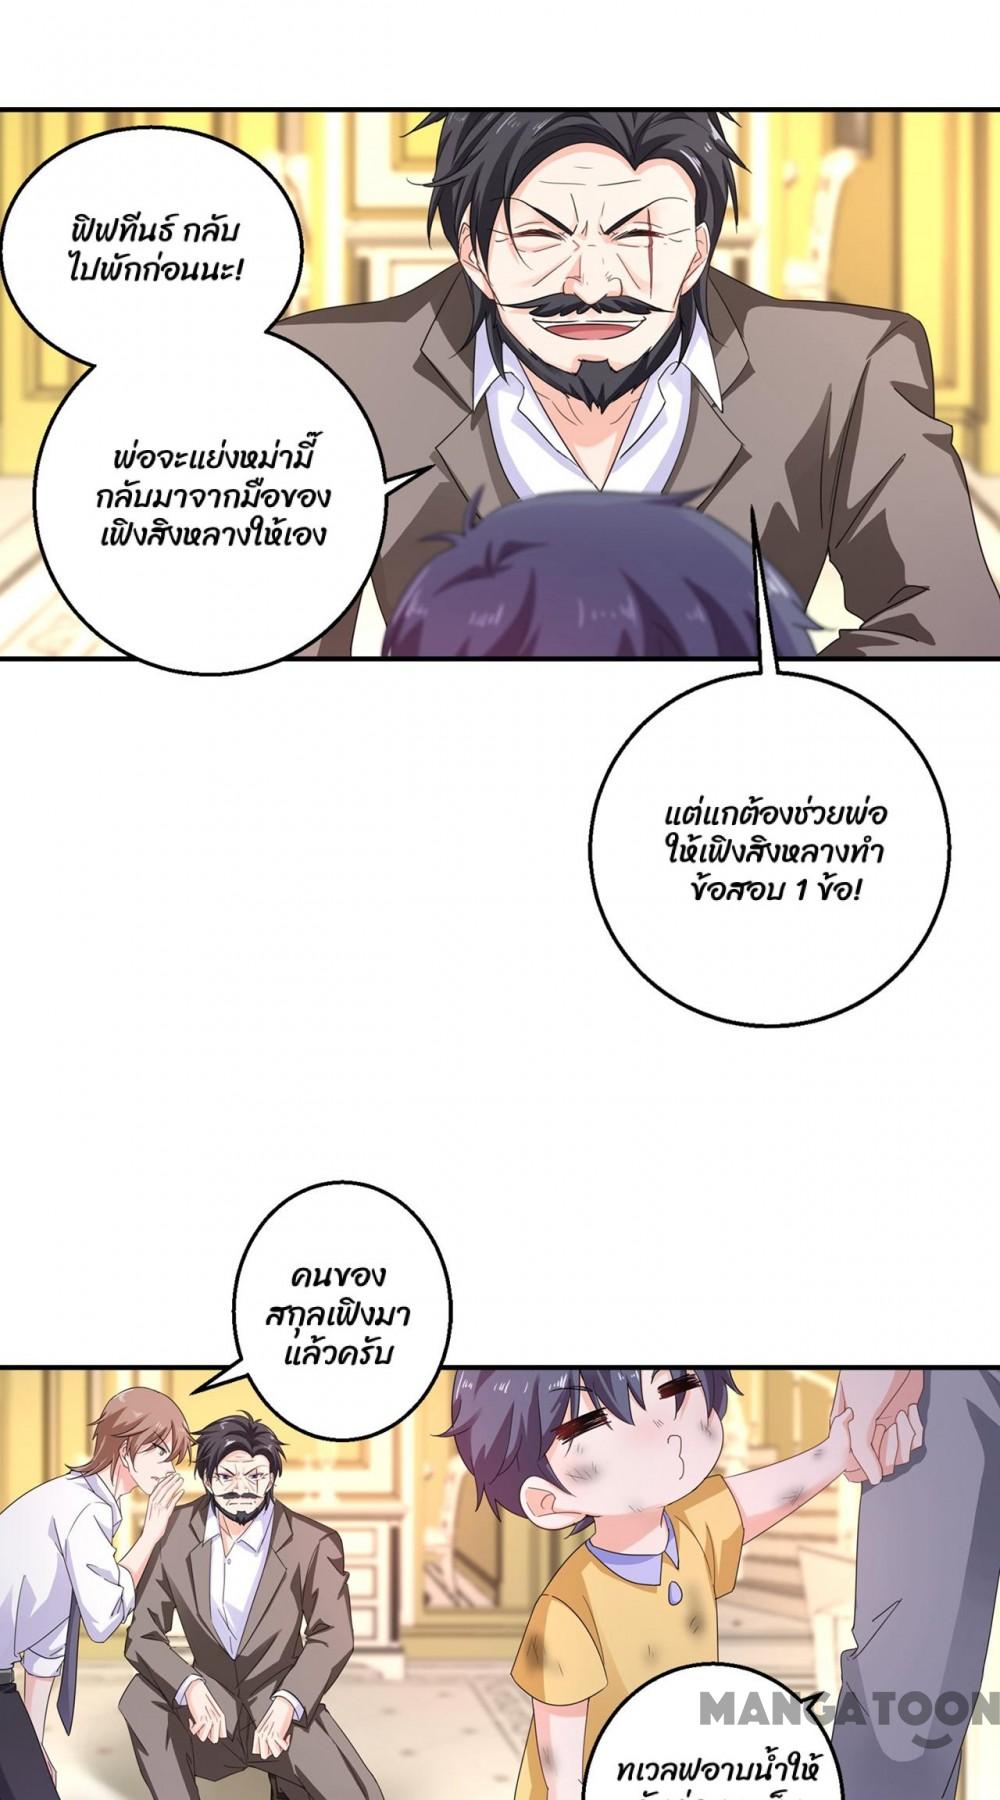 ฟิฟทีนธ์ กลับ
ไปพักก่อนนะ!
พ่อจะแย่งหม่ามี๊
กลับมาจากมือของ
เฟิงสิงหลางให้เอง
แต่แกต้องช่วยพ่อ
ให้เฟิงสิงหลางทำ
ข้อสอบ 1 ข้อ!
คนของ
สกุลเฟิงมา
แล้วครับ
MANGATOON
ทเวลฟอาบน้ำให้